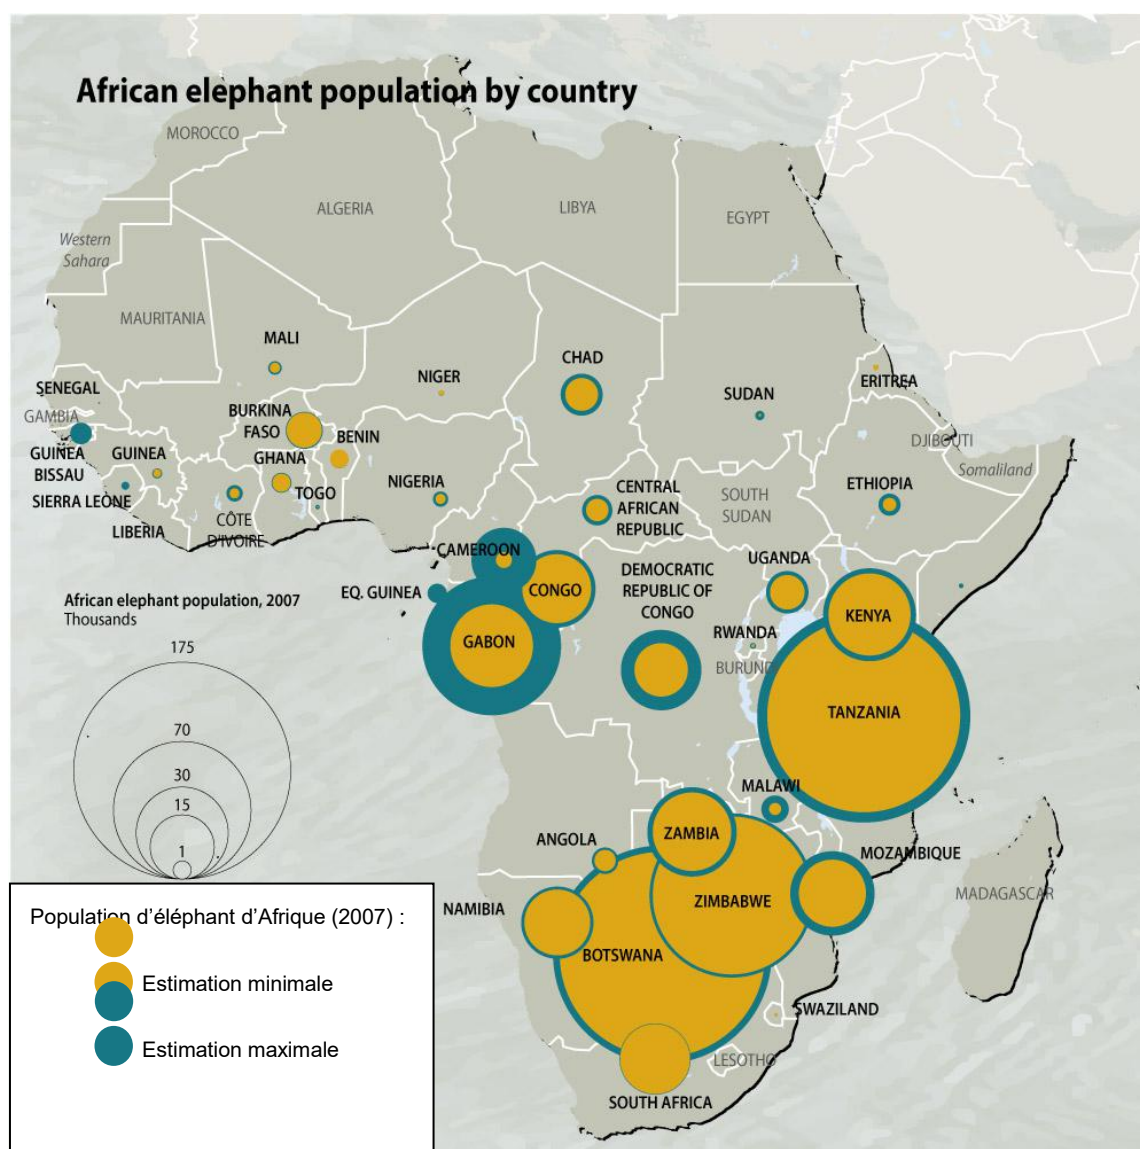 African elephant population by country
MOROCCO
ALGERIA
LIBYA
EGYPT
Western
Sahara
MAURITANIA
MALI
NIGER
CHAD
SUDAN
ERITREA
SENEGAL
GAMBIA
GUINEA
BISSAU
GUINEA
BURKINA
FASO
BENIN
GHANA
TOGO
NIGERIA
SIERRA LEONE
LIBERIA
CÔTE
D'IVOIRE
CENTRAL
AFRICAN
REPUBLIC
SOUTH
SUDAN
ETHIOPIA
DJIBOUTI
Somaliland
CAMEROON
EQ. GUINEA
CONGO
GABON
DEMOCRATIC
REPUBLIC OF
CONGO
UGANDA
KENYA
RWANDA
BURUNDI
TANZANIA
African elephant population, 2007
Thousands
175
70
30
15
1
MALAWI
ZAMBIA
ANGOLA
MOZAMBIQUE
MADAGASCAR
NAMIBIA
ZIMBABWE
BOTSWANA
SWAZILAND
LESOTHO
SOUTH AFRICA
Population d’éléphant d’Afrique (2007) :
Estimation minimale
Estimation maximale